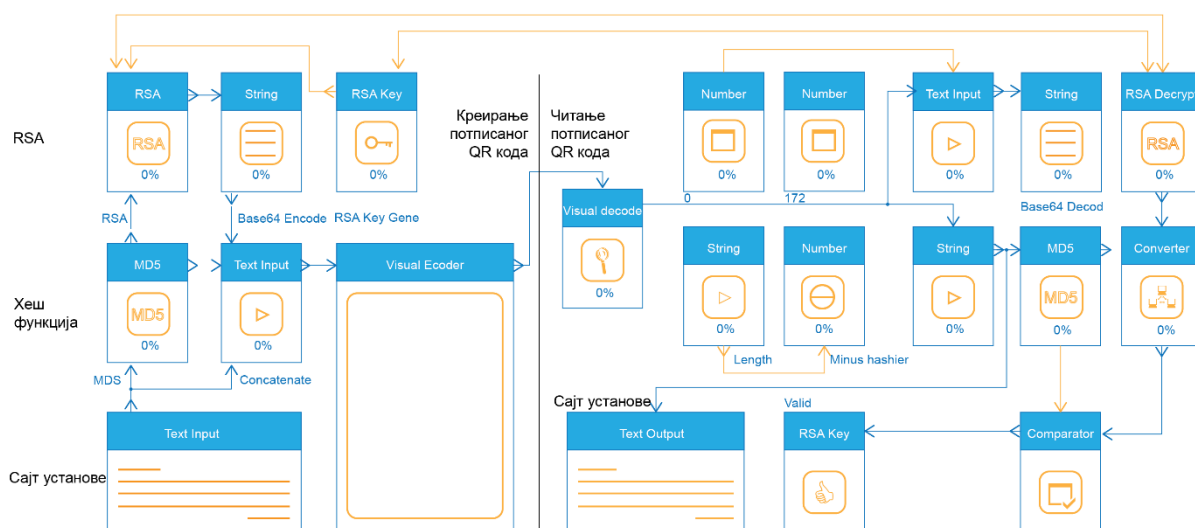 RSA
String
RSA Key
Number
Number
Text Input
String
RSA Decrypt
RSA
RSA
RSA
0%
0%
0%
0%
0%
0%
0%
0%
Креирање
потписаног
QR кода
Читање
потписаног
QR кода
RSA
Base64 Encode
RSA Key Gene
Visual decode
0
172
Base64 Decod
0%
MD5
Text Input
Visual Ecoder
String
Number
String
MD5
Converter
Хеш
функција
MD5
MD5
0%
0%
0%
0%
0%
0%
0%
MDS
Concatenate
Length
Minus hashier
Сајт установе
Valid
Text Input
Text Output
RSA Key
Comparator
Сајт установе